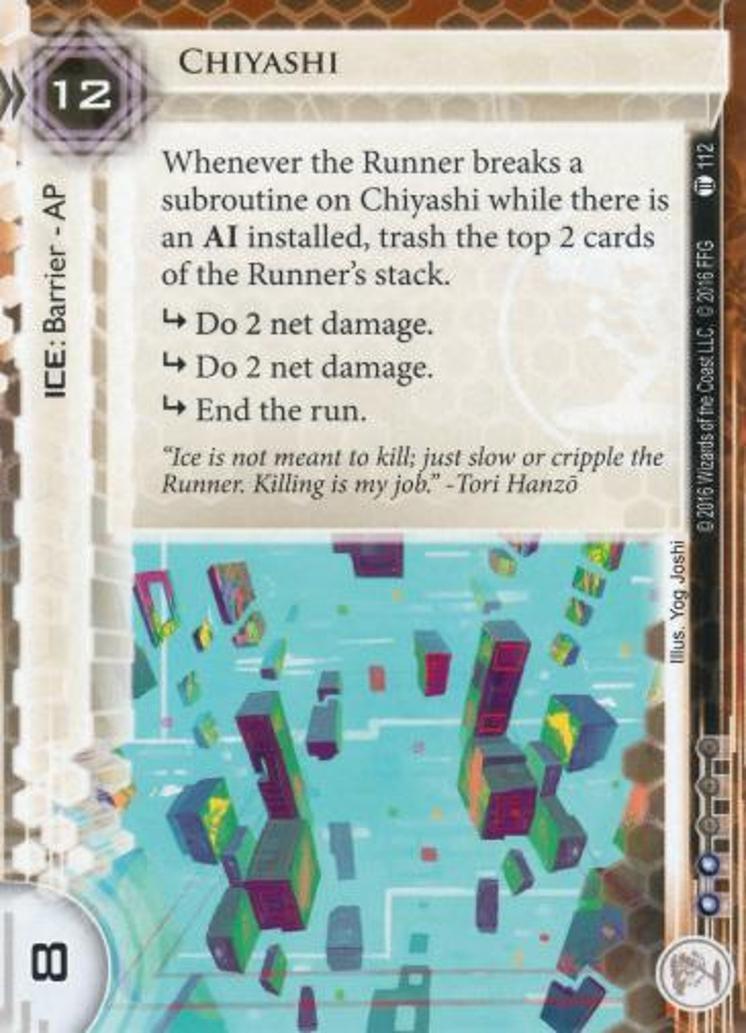 12
CHIYASHI
ICE: Barrier - AP
Whenever the Runner breaks a
subroutine on Chiyashi while there is
an AI installed, trash the top 2 cards
of the Runner's stack.
↳ Do 2 net damage.
↳ Do 2 net damage.
↳ End the run.
"Ice is not meant to kill; just slow or cripple the
Runner. Killing is my job." -Tori Hanzō
112
© 2016 Wizards of the Coast LLC. © 2016 FFG
Illus. Yog Joshi
8